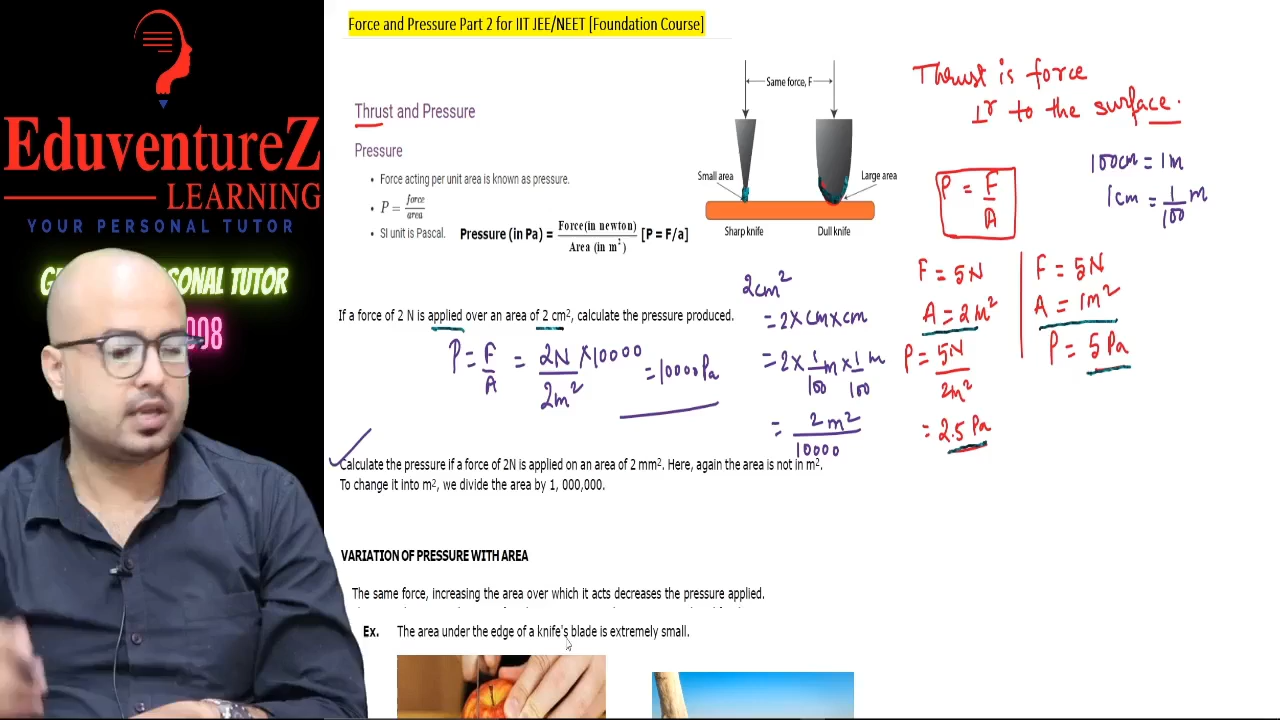 Force and Pressure Part 2 for IIT JEE/NEET [Foundation Course]
EduventureZ
LEARNING
YOUR PERSONAL TUTOR
SONAL TUTOR
Thrust and Pressure
Pressure
• Force acting per unit area is known as pressure.
• P = force/area
• SI unit is Pascal.
Pressure (in Pa) = Force(in newton)/Area (in m²) [P = F/a]
Same force, F
Small area
Large area
Sharp knife
Dull knife
Thrust is force
⊥r to the surface.
100cm = 1m
1cm = 1/100 m
P = F/A
F = 5N
A = 2m²
P = 5N/2m²
= 2.5 Pa
F = 5N
A = 1m²
P = 5 Pa
If a force of 2 N is applied over an area of 2 cm², calculate the pressure produced.
P = F/A = 2N/2m² × 10000 = 10000 Pa
2cm²
= 2 × cm × cm
= 2 × 1/100 m × 1/100 m
= 2m²/10000
Calculate the pressure if a force of 2N is applied on an area of 2 mm². Here, again the area is not in m².
To change it into m², we divide the area by 1, 000,000.
VARIATION OF PRESSURE WITH AREA
The same force, increasing the area over which it acts decreases the pressure applied.
Ex. The area under the edge of a knife's blade is extremely small.